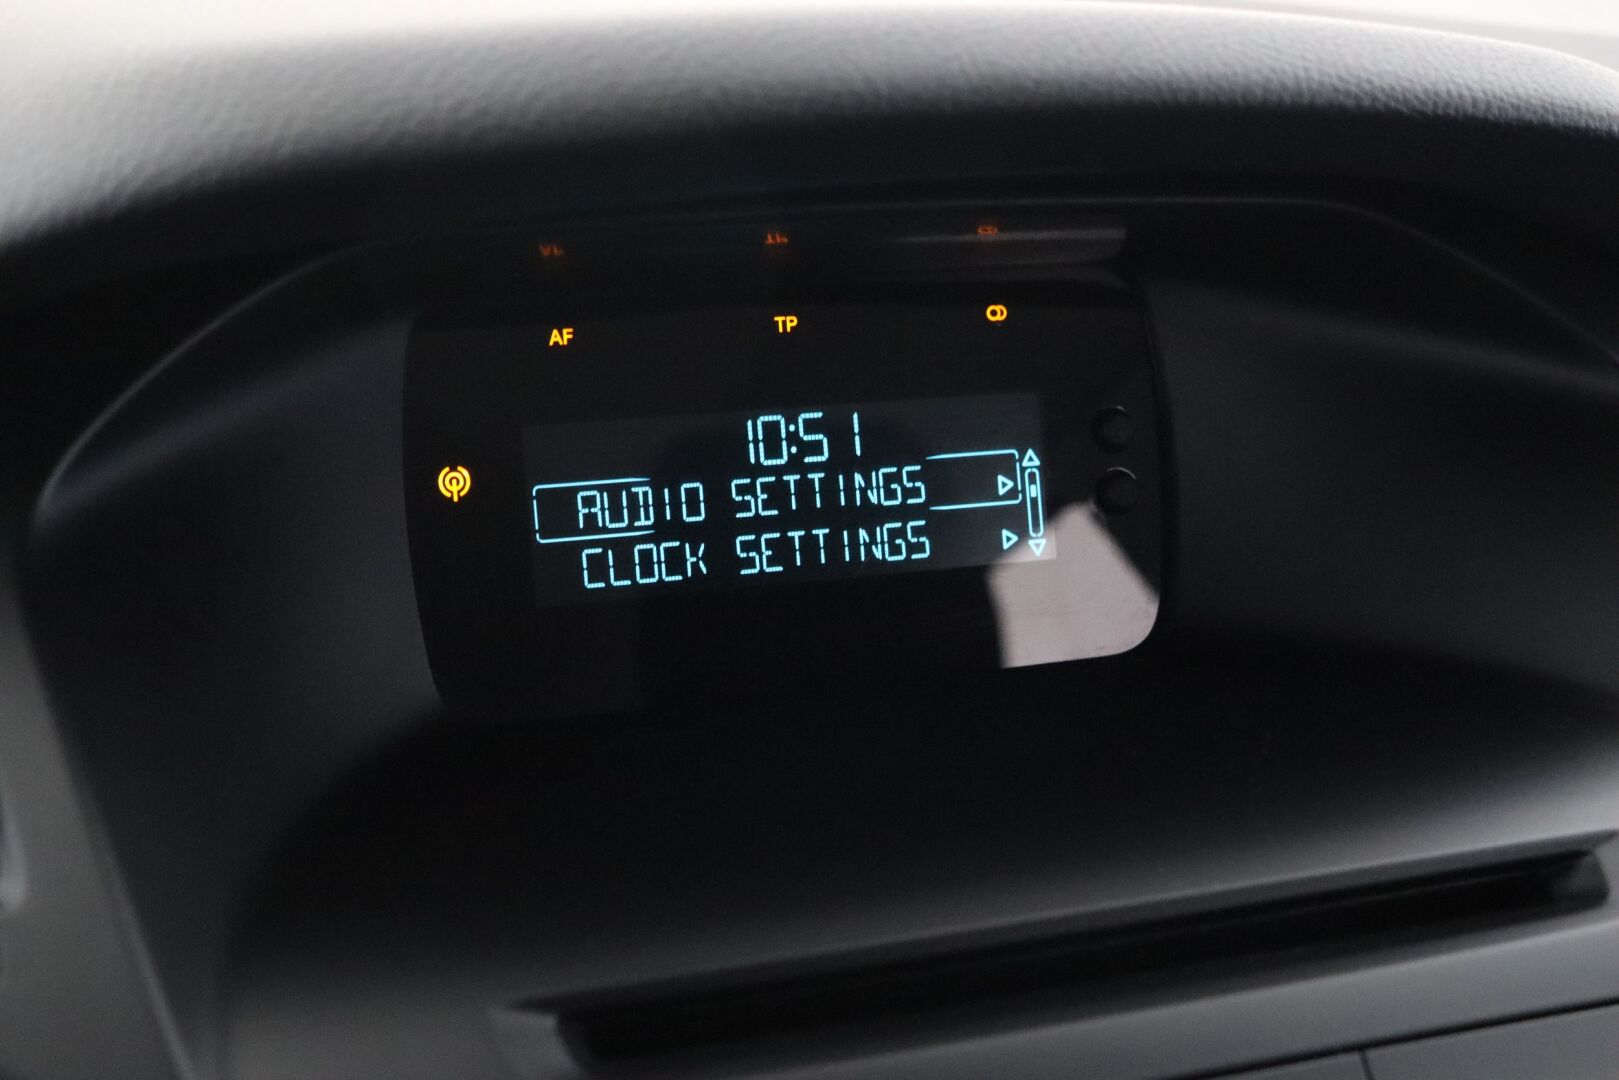 AF TP
10:51
AUDIO SETTINGS
CLOCK SETTINGS